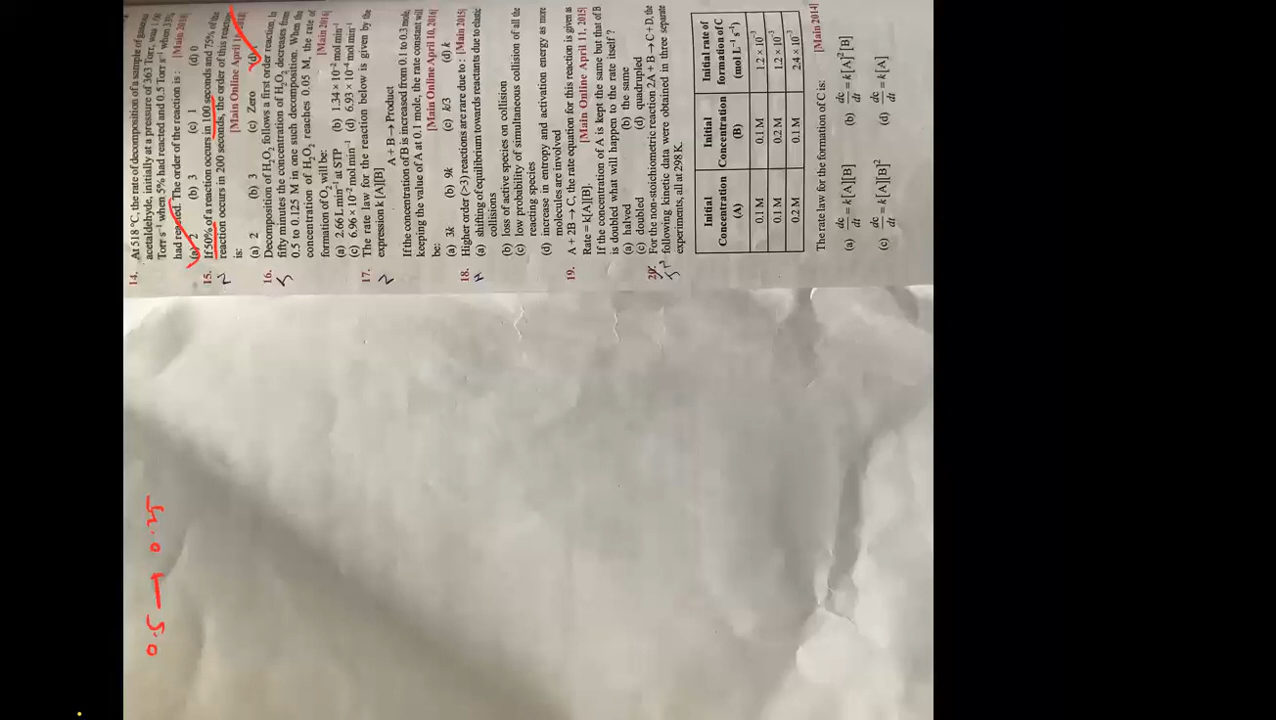 14. At 518 °C, the rate of decomposition of a sample of gaseous
acetaldehyde, initially at a pressure of 363 Torr, was 1.00
Torr s⁻¹ when 5% had reacted and 0.5 Torr s⁻¹ when 33%
had reacted. The order of the reaction is : [Main 2018]
(a) 2 (b) 3 (c) 1 (d) 0
15. If 50% of a reaction occurs in 100 seconds and 75% of the
reaction occurs in 200 seconds, the order of this reaction
is: [Main Online April
(a) 2 (b) 3 (c) Zero (d) 1
16. Decomposition of H₂O₂ follows a first order reaction. In
fifty minutes the concentration of H₂O₂ decreases from
0.5 to 0.125 M in one such decomposition. When the
concentration of H₂O₂ reaches 0.05 M, the rate of
formation of O₂ will be: [Main 2016]
(a) 2.66 L min⁻¹ at STP (b) 1.34 × 10⁻² mol min⁻¹
(c) 6.96 × 10⁻² mol min⁻¹ (d) 6.93 × 10⁻⁴ mol min⁻¹
17. The rate law for the reaction below is given by the
expression k [A][B]
A + B → Product
If the concentration of B is increased from 0.1 to 0.3 mole,
keeping the value of A at 0.1 mole, the rate constant will
be: [Main Online April 10, 2016]
(a) 3k (b) 9k (c) k/3 (d) k
18. Higher order (>3) reactions are rare due to : [Main 2015]
(a) shifting of equilibrium towards reactants due to elastic
collisions
(b) loss of active species on collision
(c) low probability of simultaneous collision of all the
reacting species
(d) increase in entropy and activation energy as more
molecules are involved
19. A + 2B → C, the rate equation for this reaction is given as
Rate = k[A][B]. [Main Online April 11, 2015]
If the concentration of A is kept the same but that of B
is doubled what will happen to the rate itself ?
(a) halved (b) the same
(c) doubled (d) quadrupled
20. For the non-stoichiometric reaction 2A + B → C + D, the
following kinetic data were obtained in three separate
experiments, all at 298 K.
Initial Concentration (A) Initial Concentration (B) Initial rate of formation of C (mol L⁻¹ s⁻¹)
0.1 M 0.1 M 1.2 × 10⁻³
0.1 M 0.2 M 1.2 × 10⁻³
0.2 M 0.1 M 2.4 × 10⁻³
The rate law for the formation of C is: [Main 2014]
(a) dc/dt = k[A][B] (b) dc/dt = k[A]²[B]
(c) dc/dt = k[A][B]² (d) dc/dt = k[A]